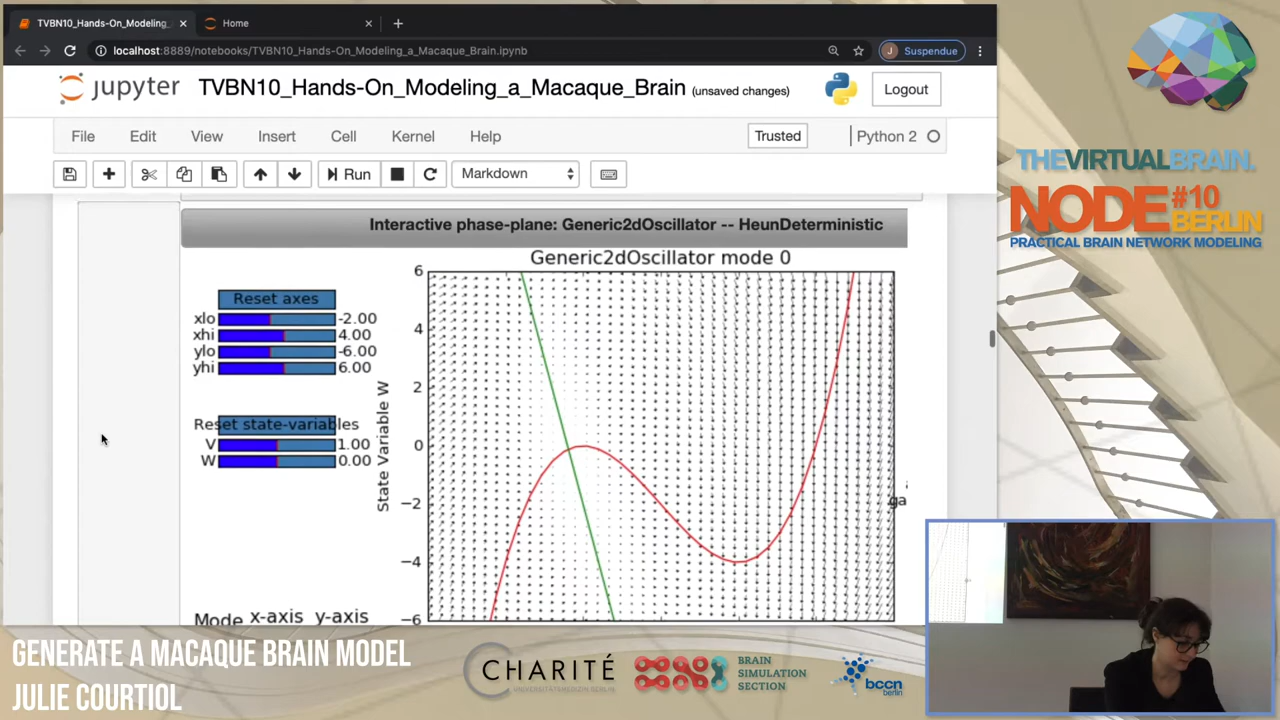 TVBN10_Hands-On_Modeling_
Home
localhost:8889/notebooks/TVBN10_Hands-On_Modeling_a_Macaque_Brain.ipynb
Suspendue
jupyter
TVBN10_Hands-On_Modeling_a_Macaque_Brain (unsaved changes)
Logout
File Edit View Insert Cell Kernel Help
Trusted
Python 2
Run
Markdown
Interactive phase-plane: Generic2dOscillator -- HeunDeterministic
Generic2dOscillator mode 0
Reset axes
xlo -2.00
xhi 4.00
ylo -6.00
yhi 6.00
Reset state-variables
V 1.00
W 0.00
State Variable W
6
4
2
0
−2
−4
−6
ga
Mode x-axis y-axis
THEVIRTUALBRAIN.
NODE #10
BERLIN
PRACTICAL BRAIN NETWORK MODELING
GENERATE A MACAQUE BRAIN MODEL
JULIE COURTIOL
CHARITÉ
UNIVERSITÄTSMEDIZIN BERLIN
BRAIN
SIMULATION
SECTION
bccn
berlin